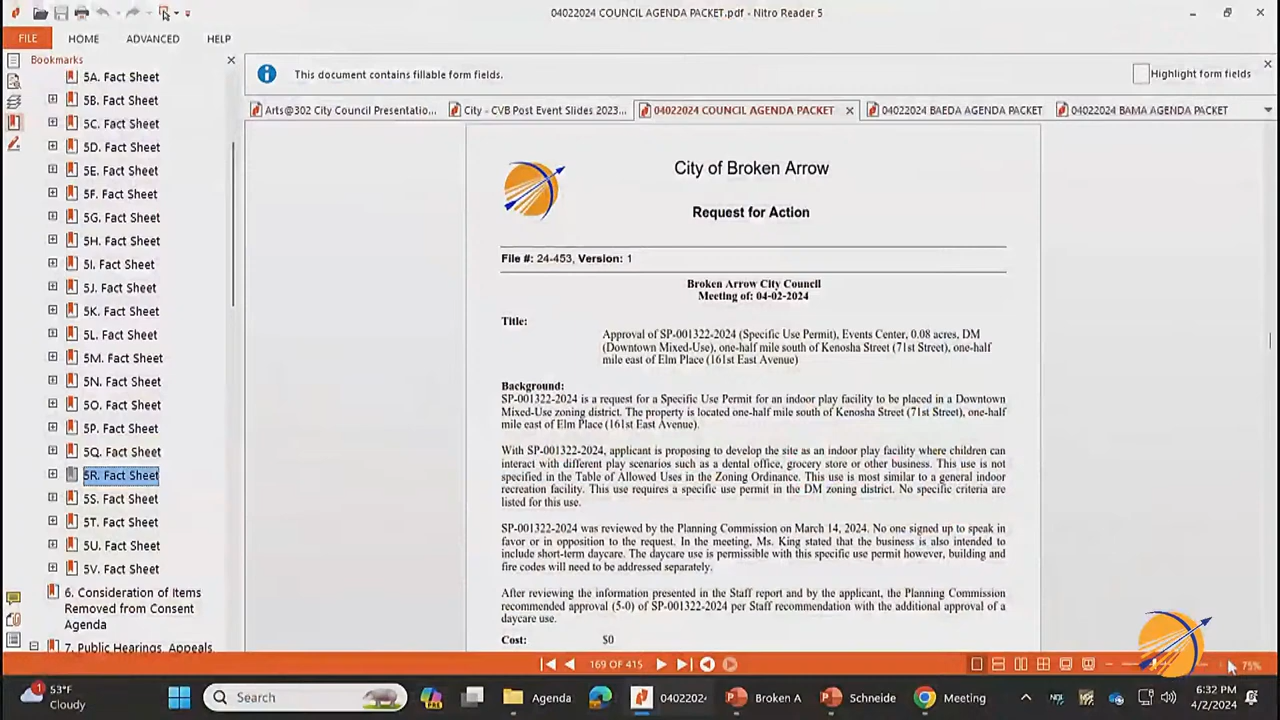 04022024 COUNCIL AGENDA PACKET.pdf - Nitro Reader 5
FILE HOME ADVANCED HELP
Bookmarks
This document contains fillable form fields.
Highlight form fields
Arts@302 City Council Presentatio...
City - CVB Post Event Slides 2023...
04022024 COUNCIL AGENDA PACKET
04022024 BAEDA AGENDA PACKET
04022024 BAMA AGENDA PACKET
5A. Fact Sheet
5B. Fact Sheet
5C. Fact Sheet
5D. Fact Sheet
5E. Fact Sheet
5F. Fact Sheet
5G. Fact Sheet
5H. Fact Sheet
5I. Fact Sheet
5J. Fact Sheet
5K. Fact Sheet
5L. Fact Sheet
5M. Fact Sheet
5N. Fact Sheet
5O. Fact Sheet
5P. Fact Sheet
5Q. Fact Sheet
5R. Fact Sheet
5S. Fact Sheet
5T. Fact Sheet
5U. Fact Sheet
5V. Fact Sheet
6. Consideration of Items
Removed from Consent
Agenda
7. Public Hearings, Appeals,
City of Broken Arrow
Request for Action
File #: 24-453, Version: 1
Broken Arrow City Council
Meeting of: 04-02-2024
Title:
Approval of SP-001322-2024 (Specific Use Permit), Events Center, 0.08 acres, DM
(Downtown Mixed-Use), one-half mile south of Kenosha Street (71st Street), one-half
mile east of Elm Place (161st East Avenue)
Background:
SP-001322-2024 is a request for a Specific Use Permit for an indoor play facility to be placed in a Downtown
Mixed-Use zoning district. The property is located one-half mile south of Kenosha Street (71st Street), one-half
mile east of Elm Place (161st East Avenue).
With SP-001322-2024, applicant is proposing to develop the site as an indoor play facility where children can
interact with different play scenarios such as a dental office, grocery store or other business. This use is not
specified in the Table of Allowed Uses in the Zoning Ordinance. This use is most similar to a general indoor
recreation facility. This use requires a specific use permit in the DM zoning district. No specific criteria are
listed for this use.
SP-001322-2024 was reviewed by the Planning Commission on March 14, 2024. No one signed up to speak in
favor or in opposition to the request. In the meeting, Ms. King stated that the business is also intended to
include short-term daycare. The daycare use is permissible with this specific use permit however, building and
fire codes will need to be addressed separately.
After reviewing the information presented in the Staff report and by the applicant, the Planning Commission
recommended approval (5-0) of SP-001322-2024 per Staff recommendation with the additional approval of a
daycare use.
Cost: $0
169 OF 415
75%
1
53°F
Cloudy
Search
PRE
Agenda
0402202
Broken A
Schneide
Meeting
6:32 PM
4/2/2024